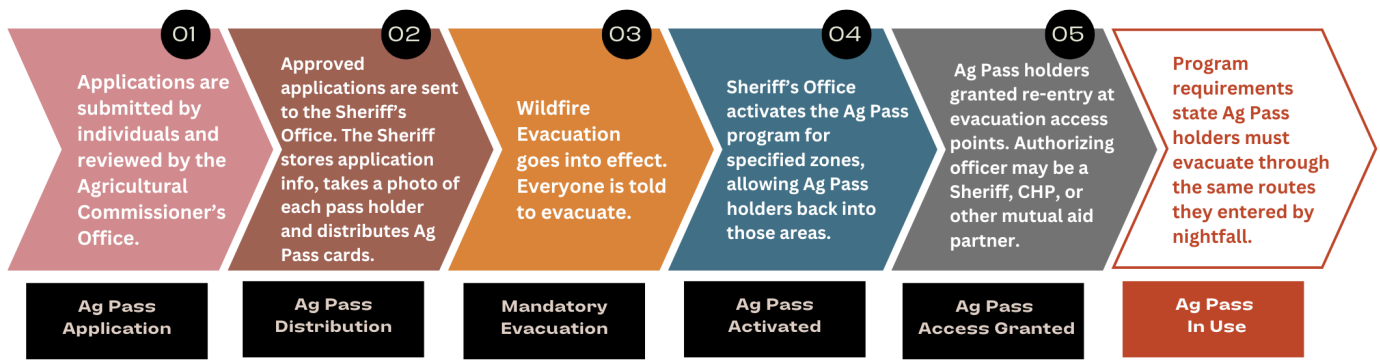 01
Applications are
submitted by
individuals and
reviewed by the
Agricultural
Commissioner's
Office.
Ag Pass
Application
02
Approved
applications are sent
to the Sheriff's
Office. The Sheriff
stores application
info, takes a photo of
each pass holder
and distributes Ag
Pass cards.
Ag Pass
Distribution
03
Wildfire
Evacuation
goes into effect.
Everyone is told
to evacuate.
Mandatory
Evacuation
04
Sheriff's Office
activates the Ag Pass
program for
specified zones,
allowing Ag Pass
holders back into
those areas.
Ag Pass
Activated
05
Ag Pass holders
granted re-entry at
evacuation access
points. Authorizing
officer may be a
Sheriff, CHP, or
other mutual aid
partner.
Ag Pass
Access Granted
Program
requirements
state Ag Pass
holders must
evacuate through
the same routes
they entered by
nightfall.
Ag Pass
In Use